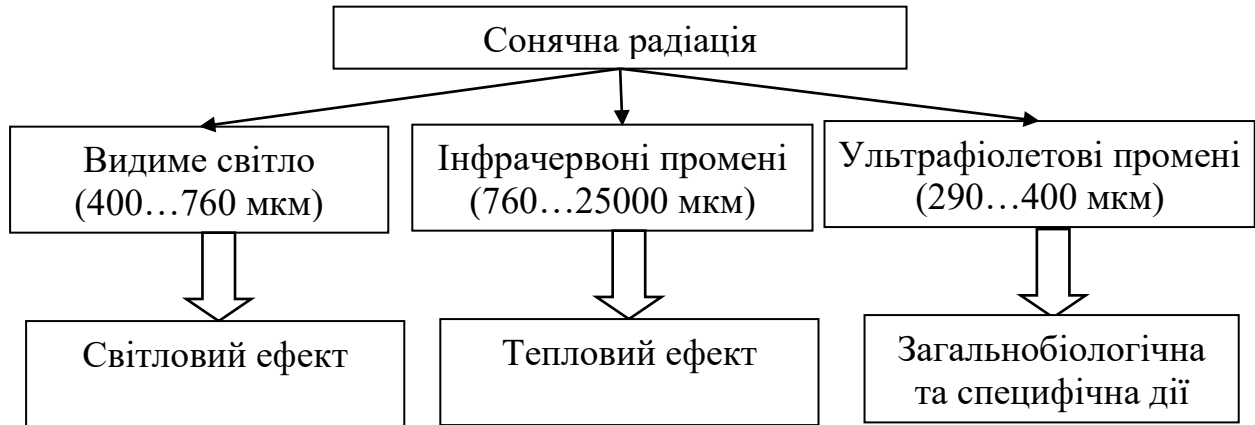 Сонячна радіація
Видиме світло
(400…760 мкм)
Інфрачервоні промені
(760…25000 мкм)
Ультрафіолетові промені
(290…400 мкм)
Світловий ефект
Тепловий ефект
Загальнобіологічна
та специфічна дії